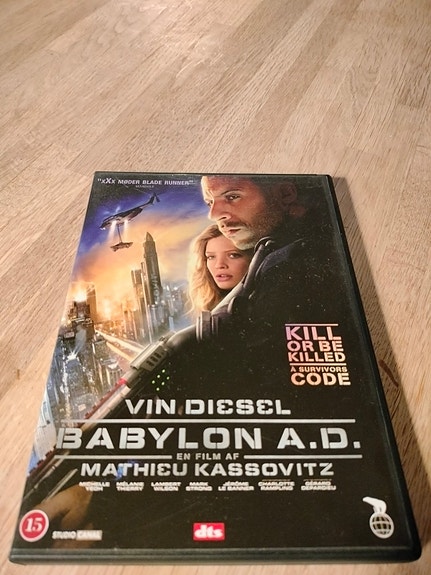 "xXx MØDER BLADE RUNNER"
KILL
OR BE
KILLED
A SURVIVORS
CODE
VIN DIESEL
BABYLON A.D.
EN FILM AF
MATHIEU KASSOVITZ
MICHELLE YEOH MÉLANIE THIERRY LAMBERT WILSON MARK STRONG JÉRÔME LE BANNER CHARLOTTE RAMPLING GÉRARD DEPARDIEU
15
STUDIO CANAL
dts